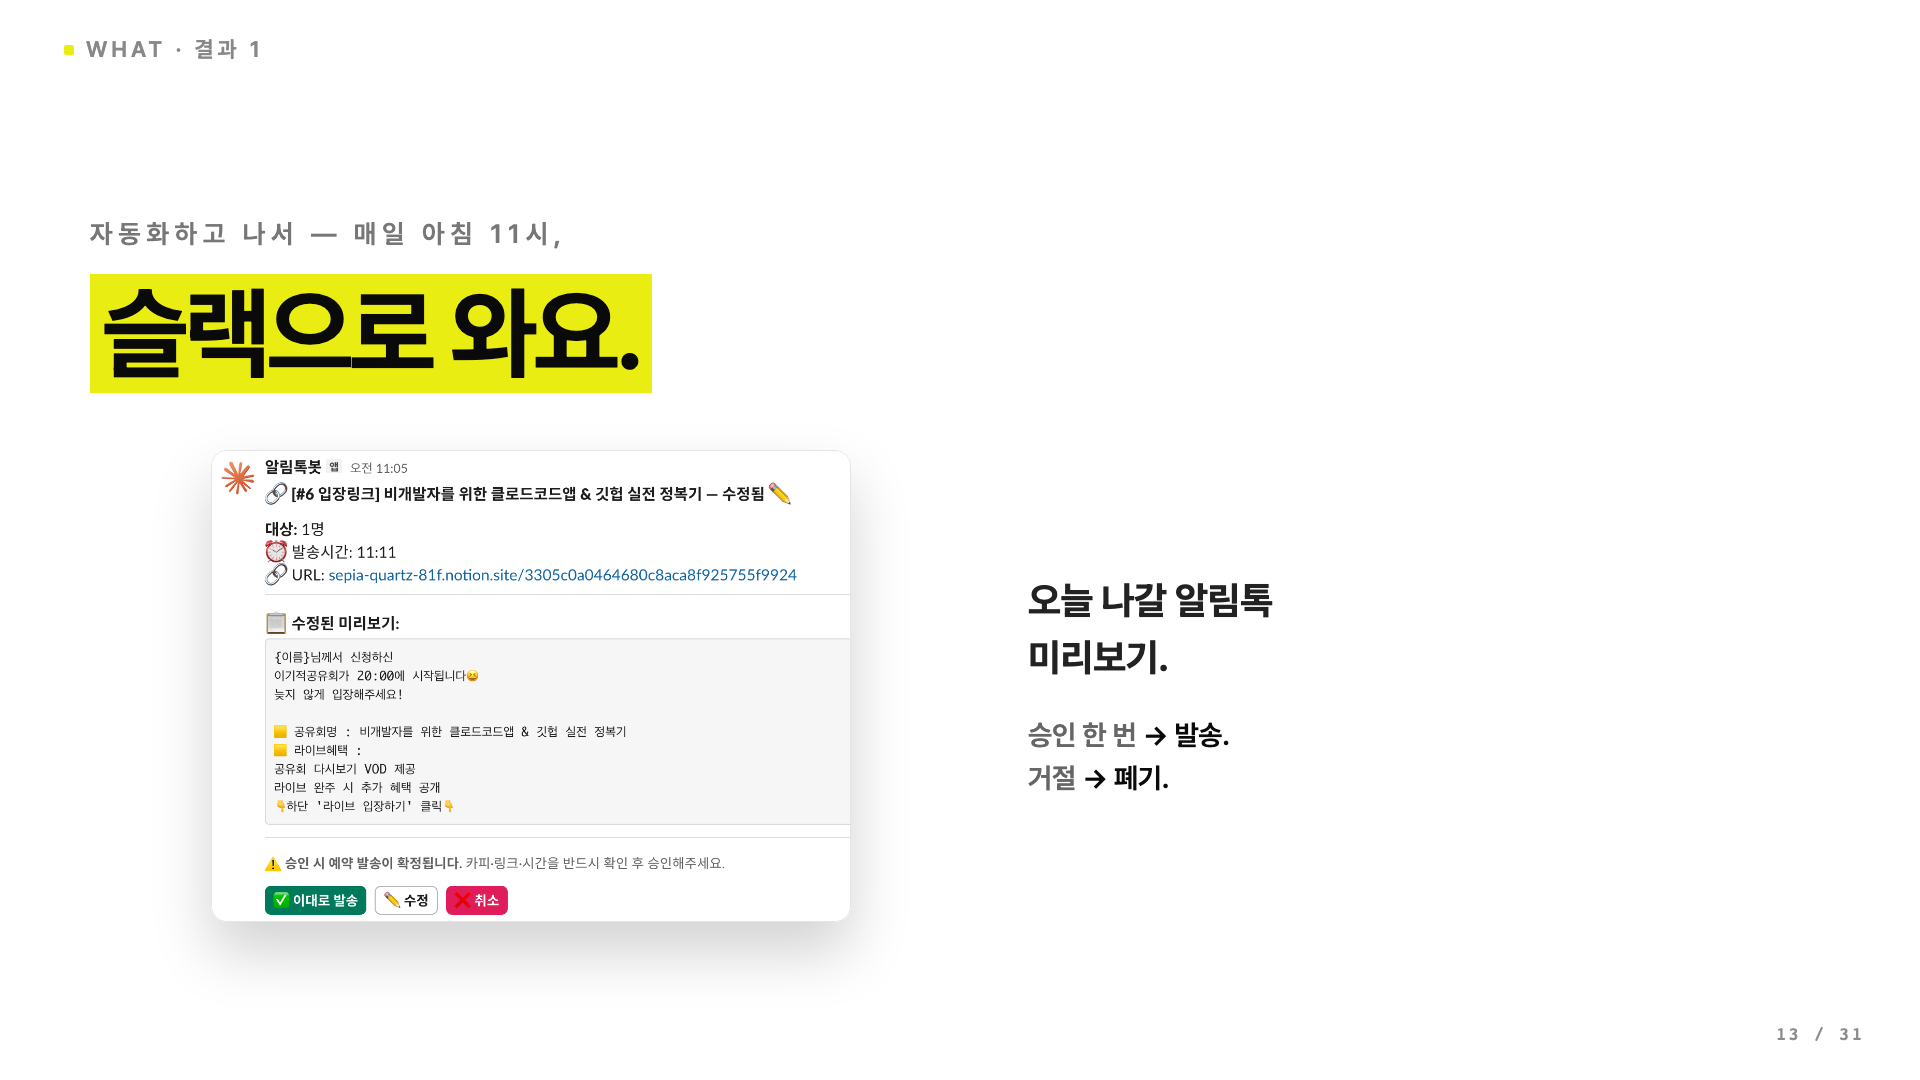 WHAT · 결과 1
자동화하고 나서 — 매일 아침 11시,
슬랙으로 와요.
알림톡봇 앱 오전 11:05
🔗 [#6 입장링크] 비개발자를 위한 클로드코드앱 & 깃헙 실전 정복기 — 수정됨 ✏️
대상: 1명
⏰ 발송시간: 11:11
🔗 URL: sepia-quartz-81f.notion.site/3305c0a0464680c8aca8f925755f9924
📋 수정된 미리보기:
{이름}님께서 신청하신
이기적공유회가 20:00에 시작됩니다😆
늦지 않게 입장해주세요!
🟨 공유회명 : 비개발자를 위한 클로드코드앱 & 깃헙 실전 정복기
🟨 라이브혜택 :
공유회 다시보기 VOD 제공
라이브 완주 시 추가 혜택 공개
👇하단 '라이브 입장하기' 클릭👇
⚠️ 승인 시 예약 발송이 확정됩니다. 카피·링크·시간을 반드시 확인 후 승인해주세요.
✅ 이대로 발송 ✏️ 수정 ❌ 취소
오늘 나갈 알림톡
미리보기.
승인 한 번 → 발송.
거절 → 폐기.
13 / 31